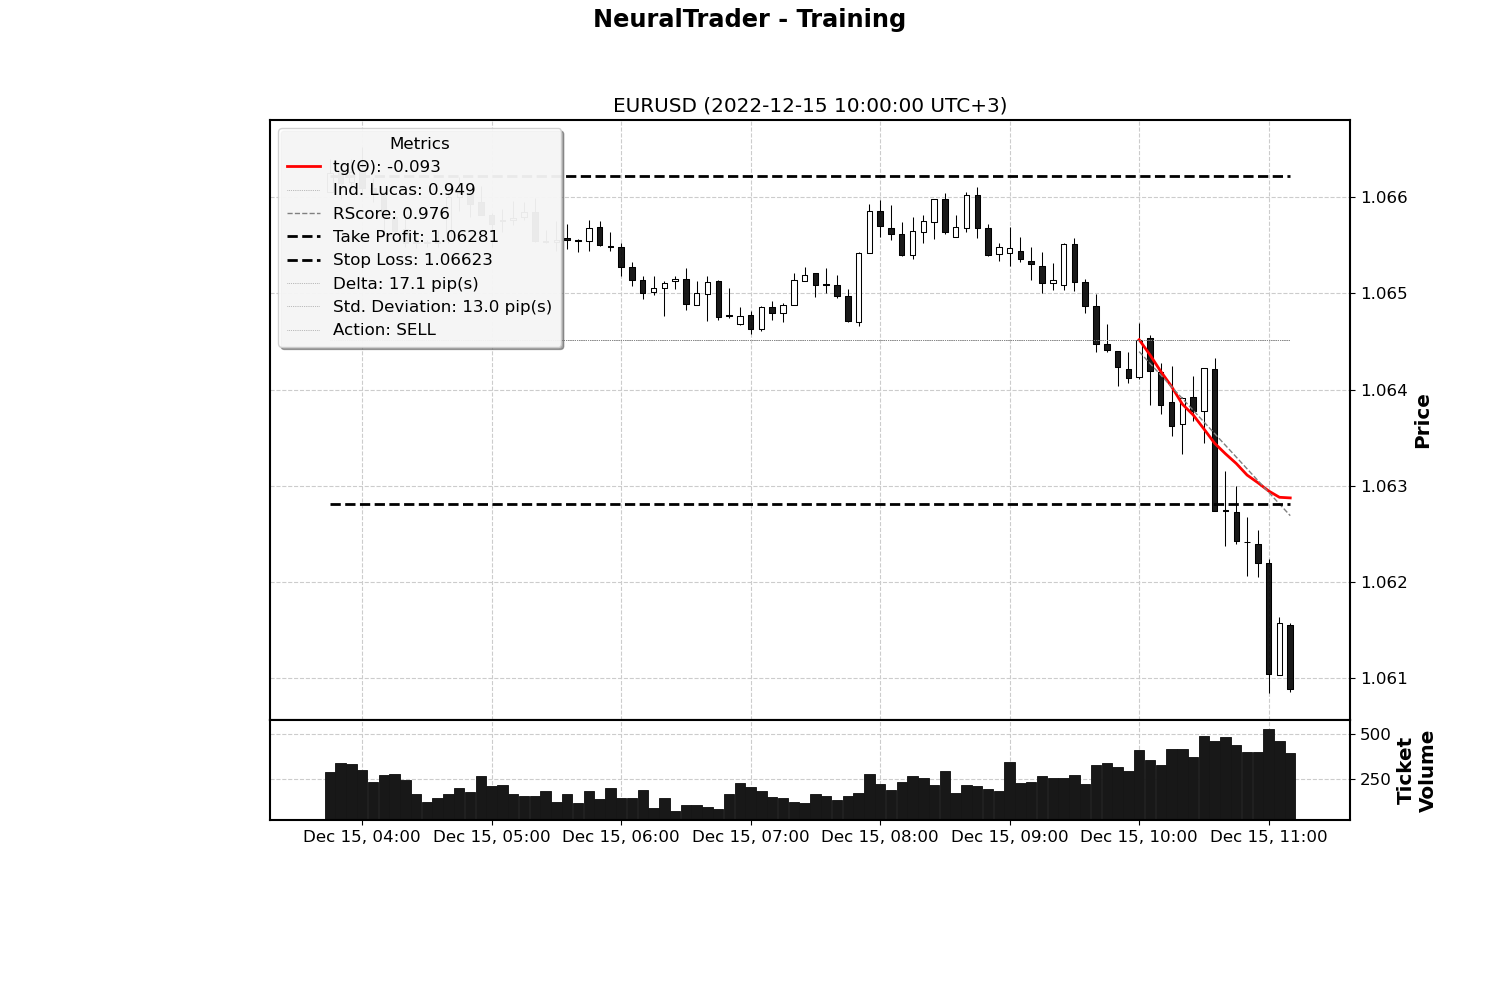 NeuralTrader - Training
EURUSD (2022-12-15 10:00:00 UTC+3)
Metrics
tg(Θ): -0.093
Ind. Lucas: 0.949
RScore: 0.976
Take Profit: 1.06281
Stop Loss: 1.06623
Delta: 17.1 pip(s)
Std. Deviation: 13.0 pip(s)
Action: SELL
1.066
1.065
1.064
1.063
1.062
1.061
Price
500
250
Ticket
Volume
Dec 15, 04:00 Dec 15, 05:00 Dec 15, 06:00 Dec 15, 07:00 Dec 15, 08:00 Dec 15, 09:00 Dec 15, 10:00 Dec 15, 11:00